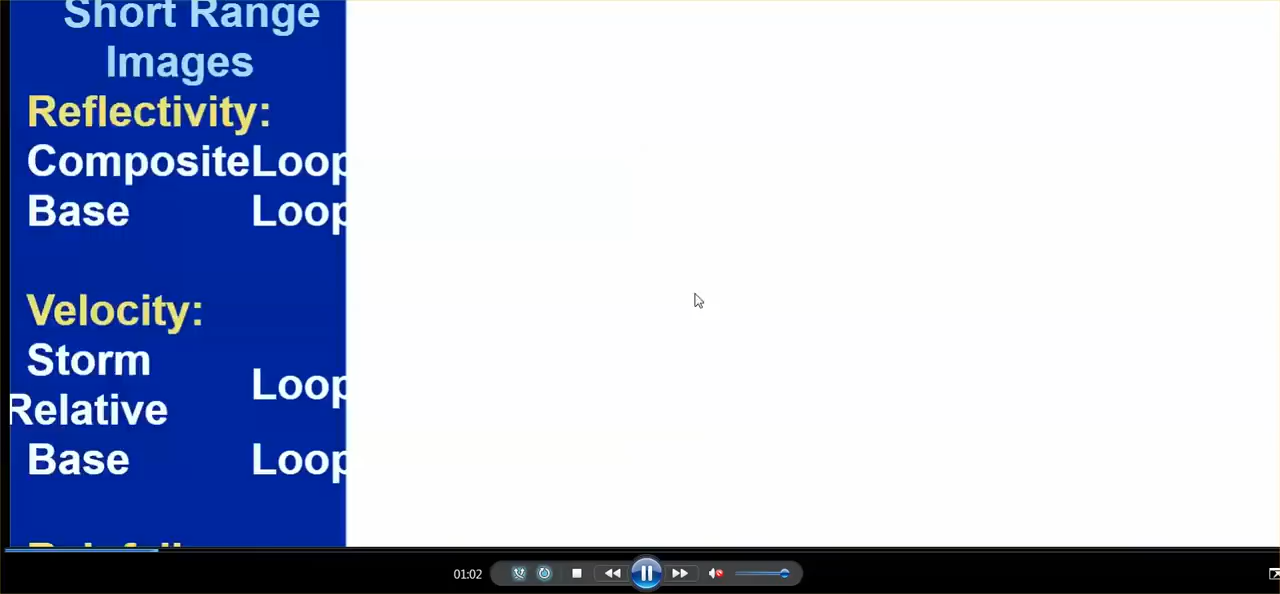 Short Range
Images
Reflectivity:
Composite Loop
Base Loop
Velocity:
Storm
Relative
Loop
Base Loop
01:02